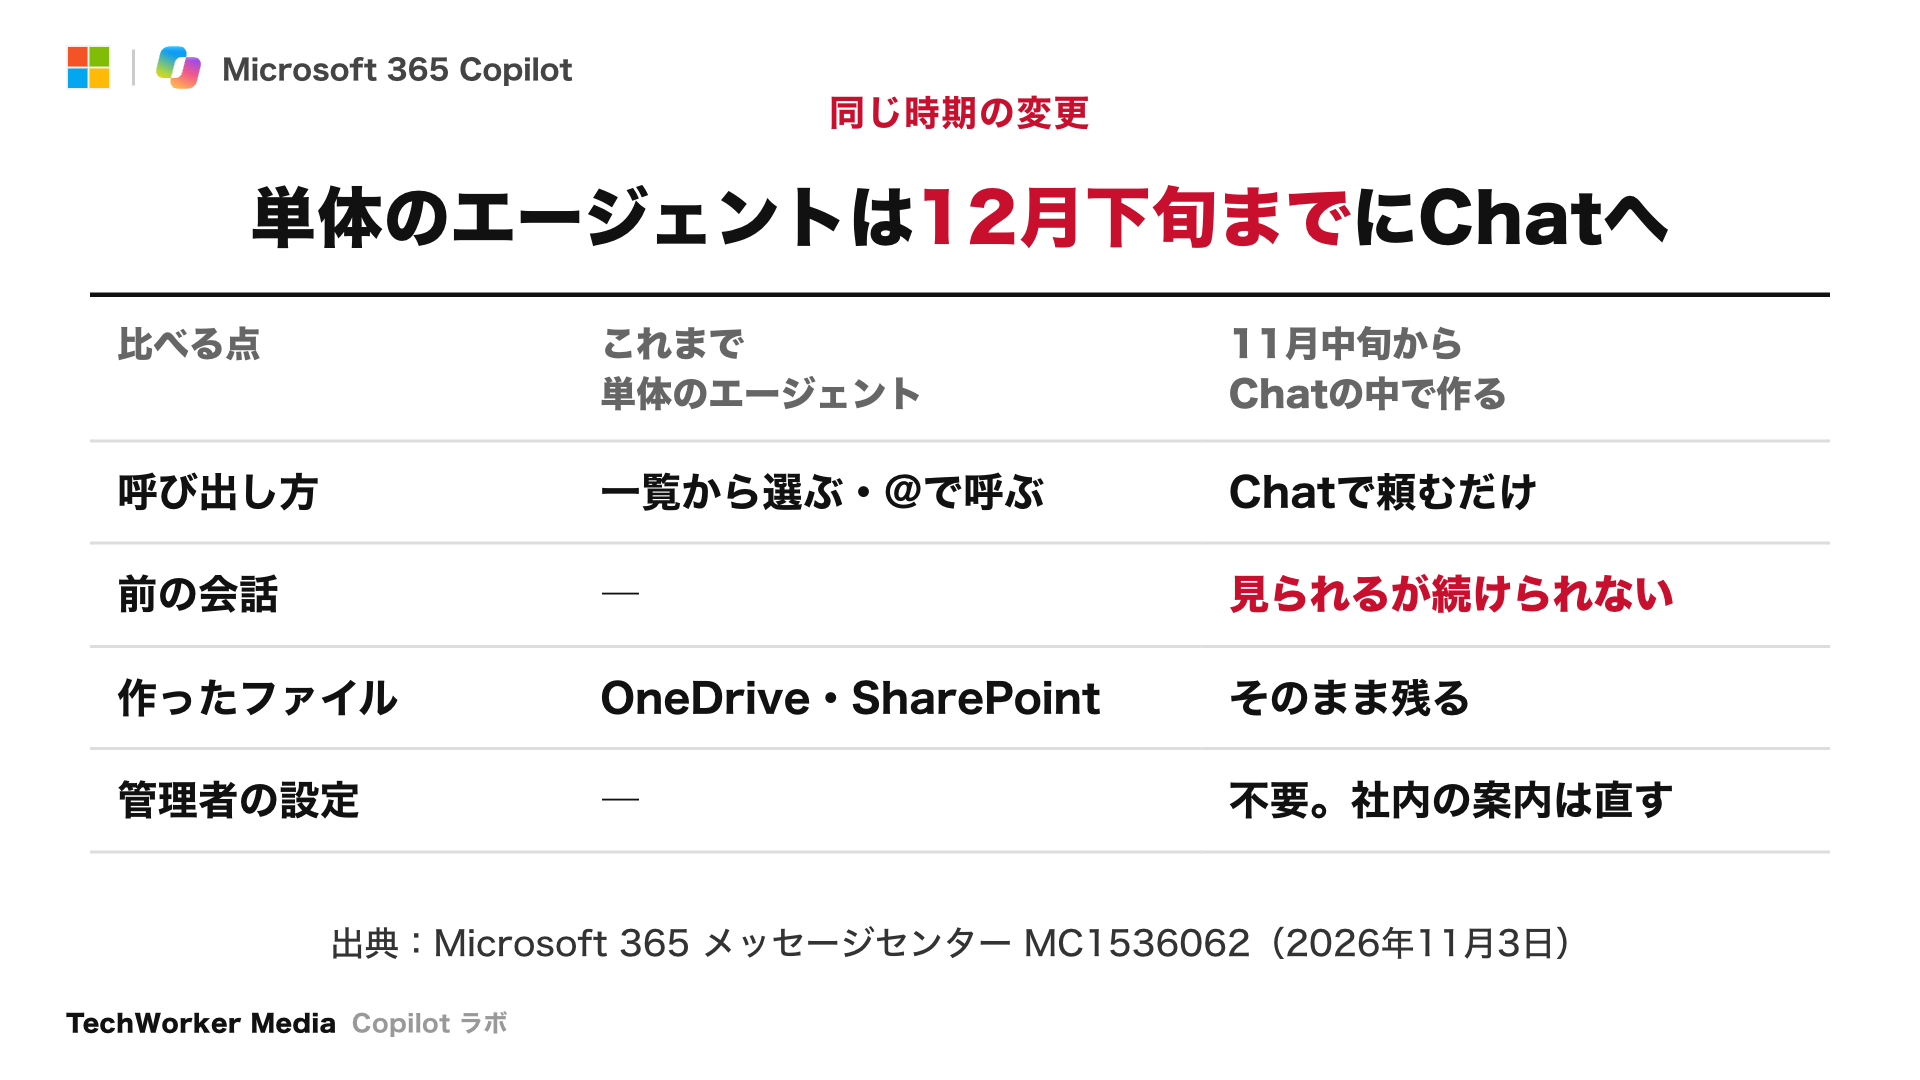 Microsoft 365 Copilot
同じ時期の変更
単体のエージェントは12月下旬までにChatへ
比べる点
これまで
単体のエージェント
11月中旬から
Chatの中で作る
呼び出し方
一覧から選ぶ・@で呼ぶ
Chatで頼むだけ
前の会話
—
見られるが続けられない
作ったファイル
OneDrive・SharePoint
そのまま残る
管理者の設定
—
不要。社内の案内は直す
出典：Microsoft 365 メッセージセンター MC1536062（2026年11月3日）
TechWorker Media Copilot ラボ